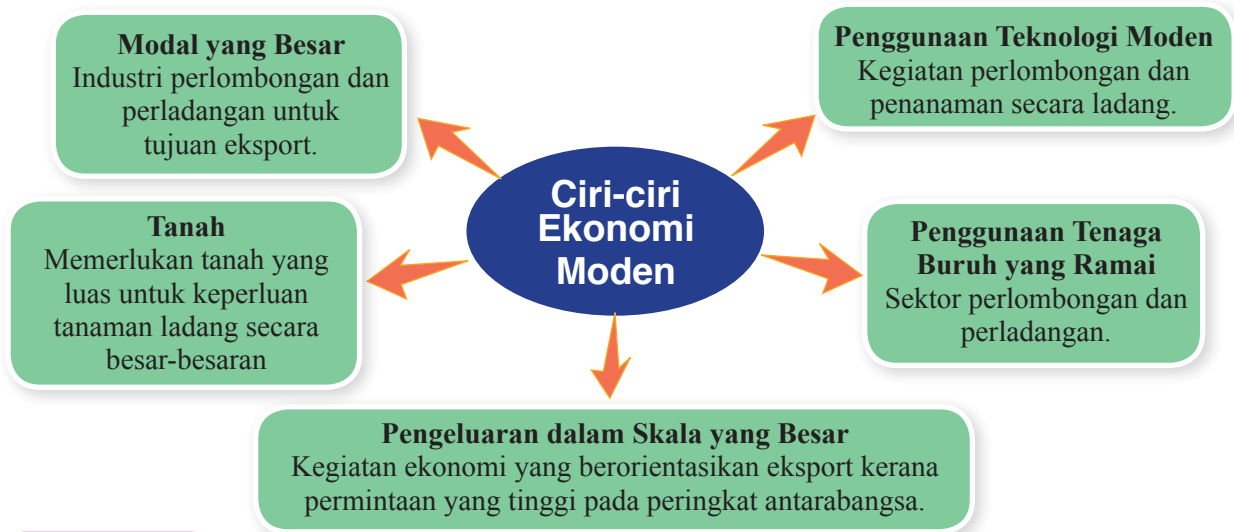 Modal yang Besar
Industri perlombongan dan
perladangan untuk
tujuan eksport.
Penggunaan Teknologi Moden
Kegiatan perlombongan dan
penanaman secara ladang.
Ciri-ciri
Ekonomi
Moden
Tanah
Memerlukan tanah yang
luas untuk keperluan
tanaman ladang secara
besar-besaran
Penggunaan Tenaga
Buruh yang Ramai
Sektor perlombongan dan
perladangan.
Pengeluaran dalam Skala yang Besar
Kegiatan ekonomi yang berorientasikan eksport kerana
permintaan yang tinggi pada peringkat antarabangsa.